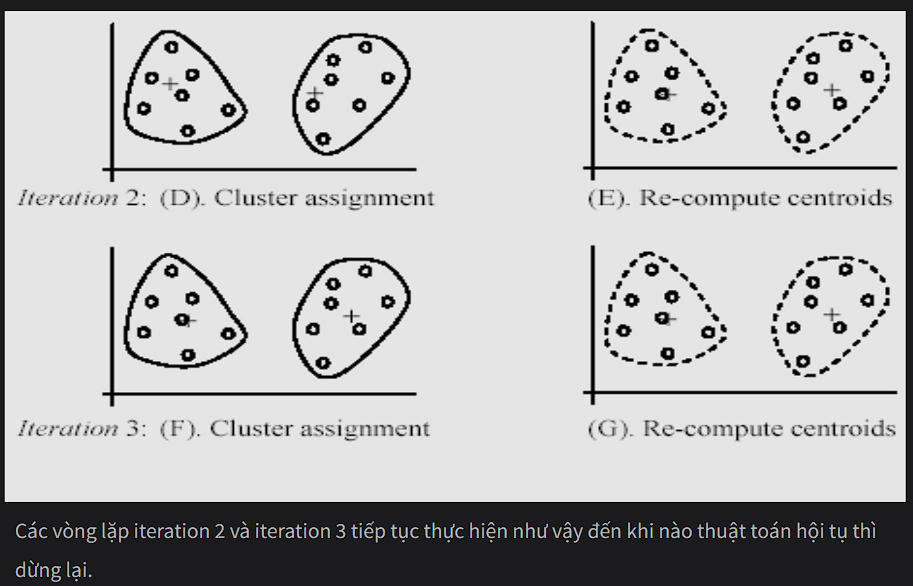 Iteration 2: (D). Cluster assignment
(E). Re-compute centroids
Iteration 3: (F). Cluster assignment
(G). Re-compute centroids
Các vòng lặp iteration 2 và iteration 3 tiếp tục thực hiện như vậy đến khi nào thuật toán hội tụ thì
dừng lại.